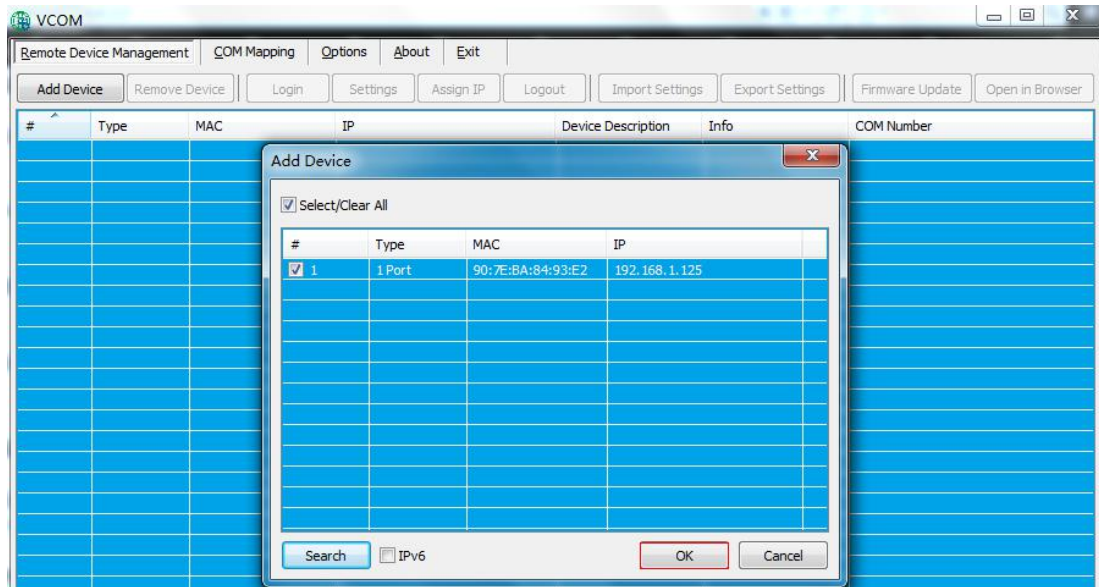 VCOM
Remote Device Management COM Mapping Options About Exit
Add Device Remove Device Login Settings Assign IP Logout Import Settings Export Settings Firmware Update Open in Browser
# Type MAC IP Device Description Info COM Number
Add Device
Select/Clear All
# Type MAC IP
1 1 Port 90:7E:BA:84:93:E2 192.168.1.125
Search IPv6 OK Cancel